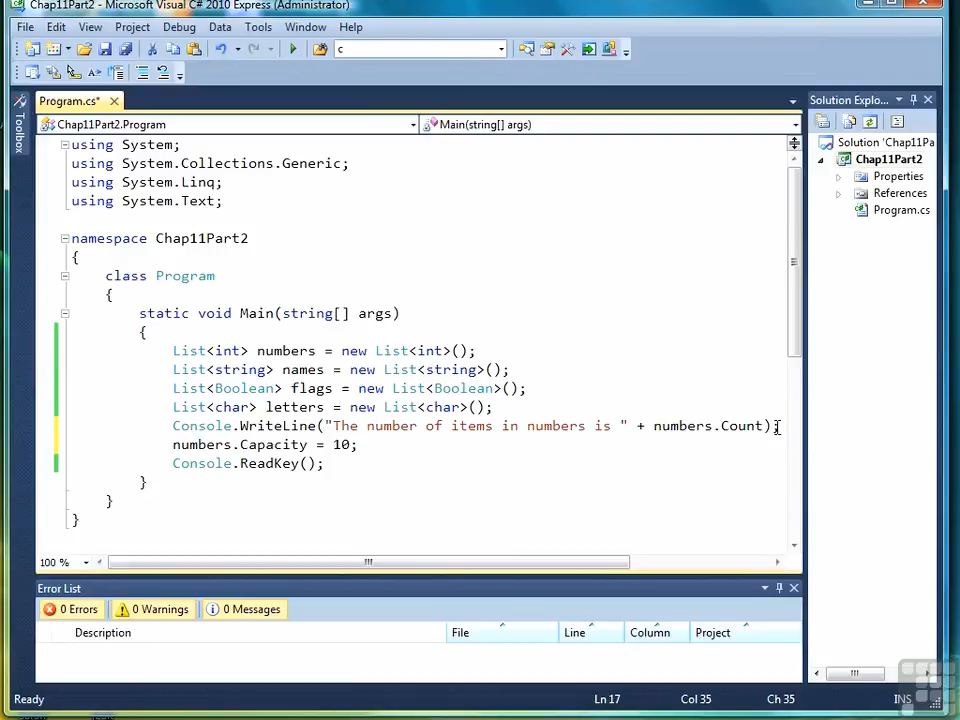 Chap11Part2 - Microsoft Visual C# 2010 Express (Administrator)
File Edit View Project Debug Data Tools Window Help
c
Program.cs*
Solution Explo...
Toolbox
Chap11Part2.Program
Main(string[] args)
Solution 'Chap11Pa
Chap11Part2
Properties
References
Program.cs
using System;
using System.Collections.Generic;
using System.Linq;
using System.Text;
namespace Chap11Part2
{
class Program
{
static void Main(string[] args)
{
List<int> numbers = new List<int>();
List<string> names = new List<string>();
List<Boolean> flags = new List<Boolean>();
List<char> letters = new List<char>();
Console.WriteLine("The number of items in numbers is " + numbers.Count);
numbers.Capacity = 10;
Console.ReadKey();
}
}
}
100 %
Error List
0 Errors 0 Warnings 0 Messages
Description File Line Column Project
Ready Ln 17 Col 35 Ch 35 INS